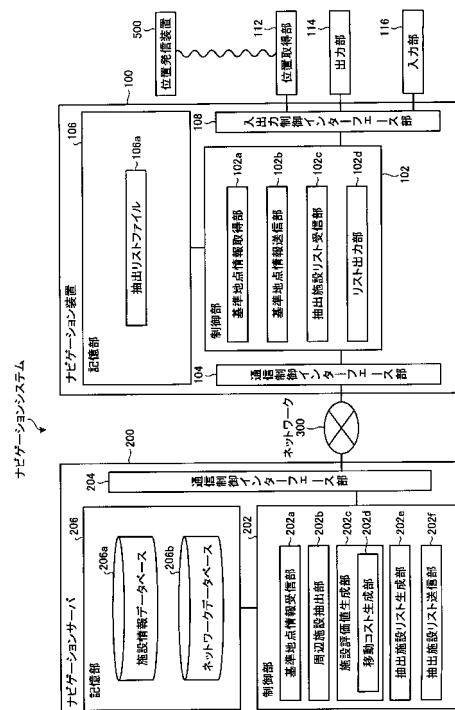 ナビゲーションシステム
200
ナビゲーションサーバ
206
記憶部
206a
施設情報データベース
206b
ネットワークデータベース
204
通信制御インターフェース部
202
制御部
202a
基準地点情報受信部
202b
周辺施設抽出部
202c
施設評価値生成部
202d
移動コスト生成部
202e
抽出施設リスト生成部
202f
抽出施設リスト送信部
ネットワーク
300
100
ナビゲーション装置
106
記憶部
106a
抽出リストファイル
104
通信制御インターフェース部
制御部
102
102a
基準地点情報取得部
102b
基準地点情報送信部
102c
抽出施設リスト受信部
102d
リスト出力部
108
入出力制御インターフェース部
500
位置発信装置
112
位置取得部
114
出力部
116
入力部